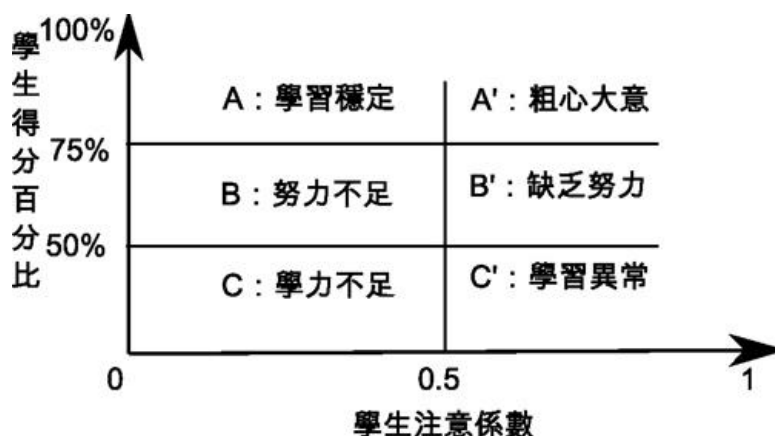 100%
學生得分百分比
A：學習穩定
A'：粗心大意
75%
B：努力不足
B'：缺乏努力
50%
C：學力不足
C'：學習異常
0
0.5
1
學生注意係數